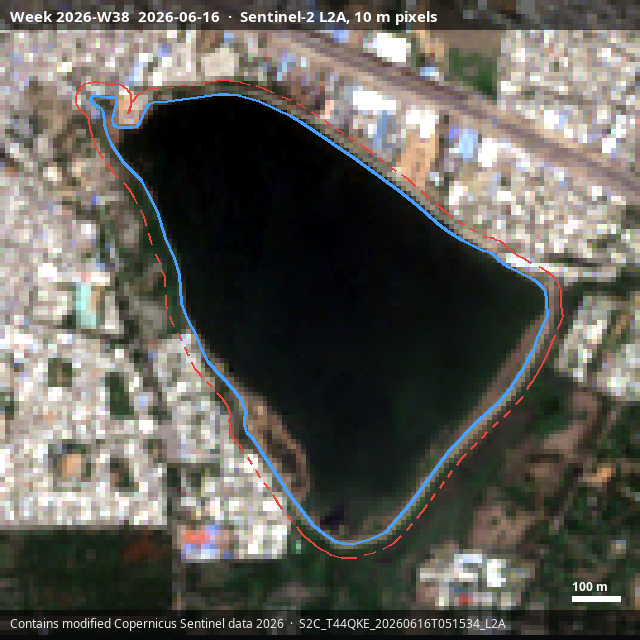 Week 2026-W38 2026-06-16 · Sentinel-2 L2A, 10 m pixels
100 m
Contains modified Copernicus Sentinel data 2026 · S2C_T44QKE_20260616T051534_L2A